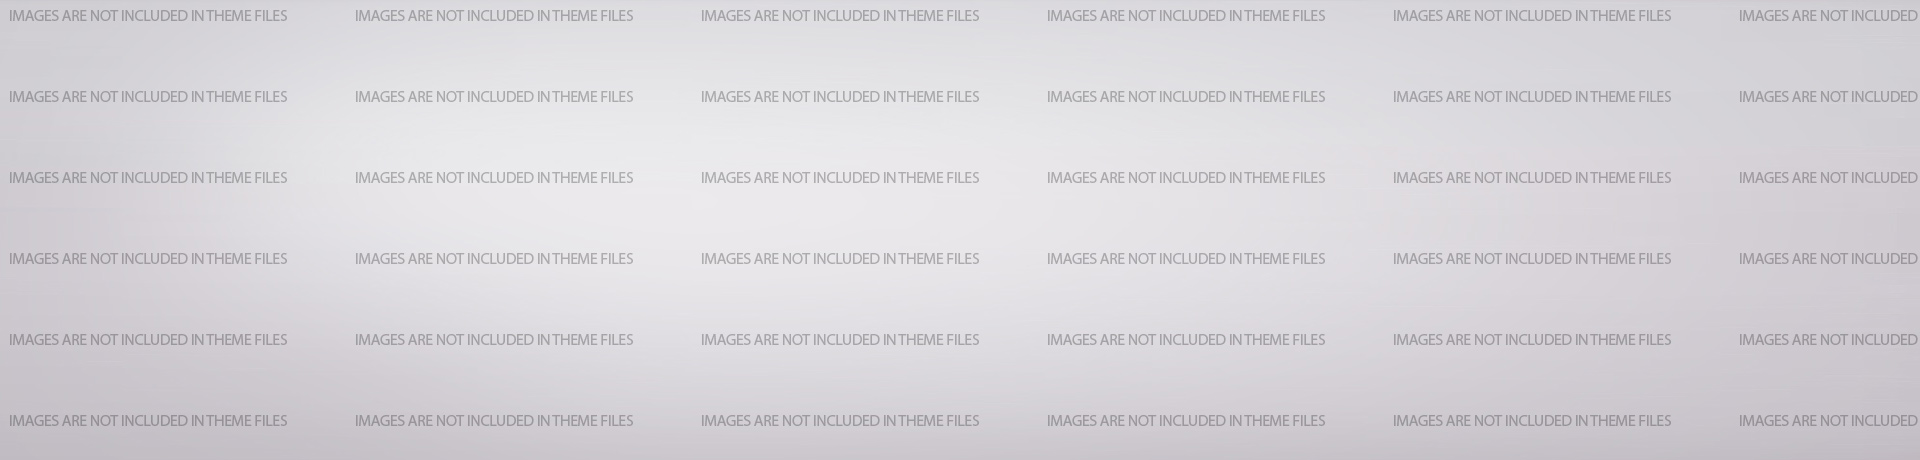 IMAGES ARE NOT INCLUDED IN THEME FILES IMAGES ARE NOT INCLUDED IN THEME FILES IMAGES ARE NOT INCLUDED IN THEME FILES IMAGES ARE NOT INCLUDED IN THEME FILES IMAGES ARE NOT INCLUDED IN THEME FILES IMAGES ARE NOT INCLUDED
IMAGES ARE NOT INCLUDED IN THEME FILES IMAGES ARE NOT INCLUDED IN THEME FILES IMAGES ARE NOT INCLUDED IN THEME FILES IMAGES ARE NOT INCLUDED IN THEME FILES IMAGES ARE NOT INCLUDED IN THEME FILES IMAGES ARE NOT INCLUDED
IMAGES ARE NOT INCLUDED IN THEME FILES IMAGES ARE NOT INCLUDED IN THEME FILES IMAGES ARE NOT INCLUDED IN THEME FILES IMAGES ARE NOT INCLUDED IN THEME FILES IMAGES ARE NOT INCLUDED IN THEME FILES IMAGES ARE NOT INCLUDED
IMAGES ARE NOT INCLUDED IN THEME FILES IMAGES ARE NOT INCLUDED IN THEME FILES IMAGES ARE NOT INCLUDED IN THEME FILES IMAGES ARE NOT INCLUDED IN THEME FILES IMAGES ARE NOT INCLUDED IN THEME FILES IMAGES ARE NOT INCLUDED
IMAGES ARE NOT INCLUDED IN THEME FILES IMAGES ARE NOT INCLUDED IN THEME FILES IMAGES ARE NOT INCLUDED IN THEME FILES IMAGES ARE NOT INCLUDED IN THEME FILES IMAGES ARE NOT INCLUDED IN THEME FILES IMAGES ARE NOT INCLUDED
IMAGES ARE NOT INCLUDED IN THEME FILES IMAGES ARE NOT INCLUDED IN THEME FILES IMAGES ARE NOT INCLUDED IN THEME FILES IMAGES ARE NOT INCLUDED IN THEME FILES IMAGES ARE NOT INCLUDED IN THEME FILES IMAGES ARE NOT INCLUDED